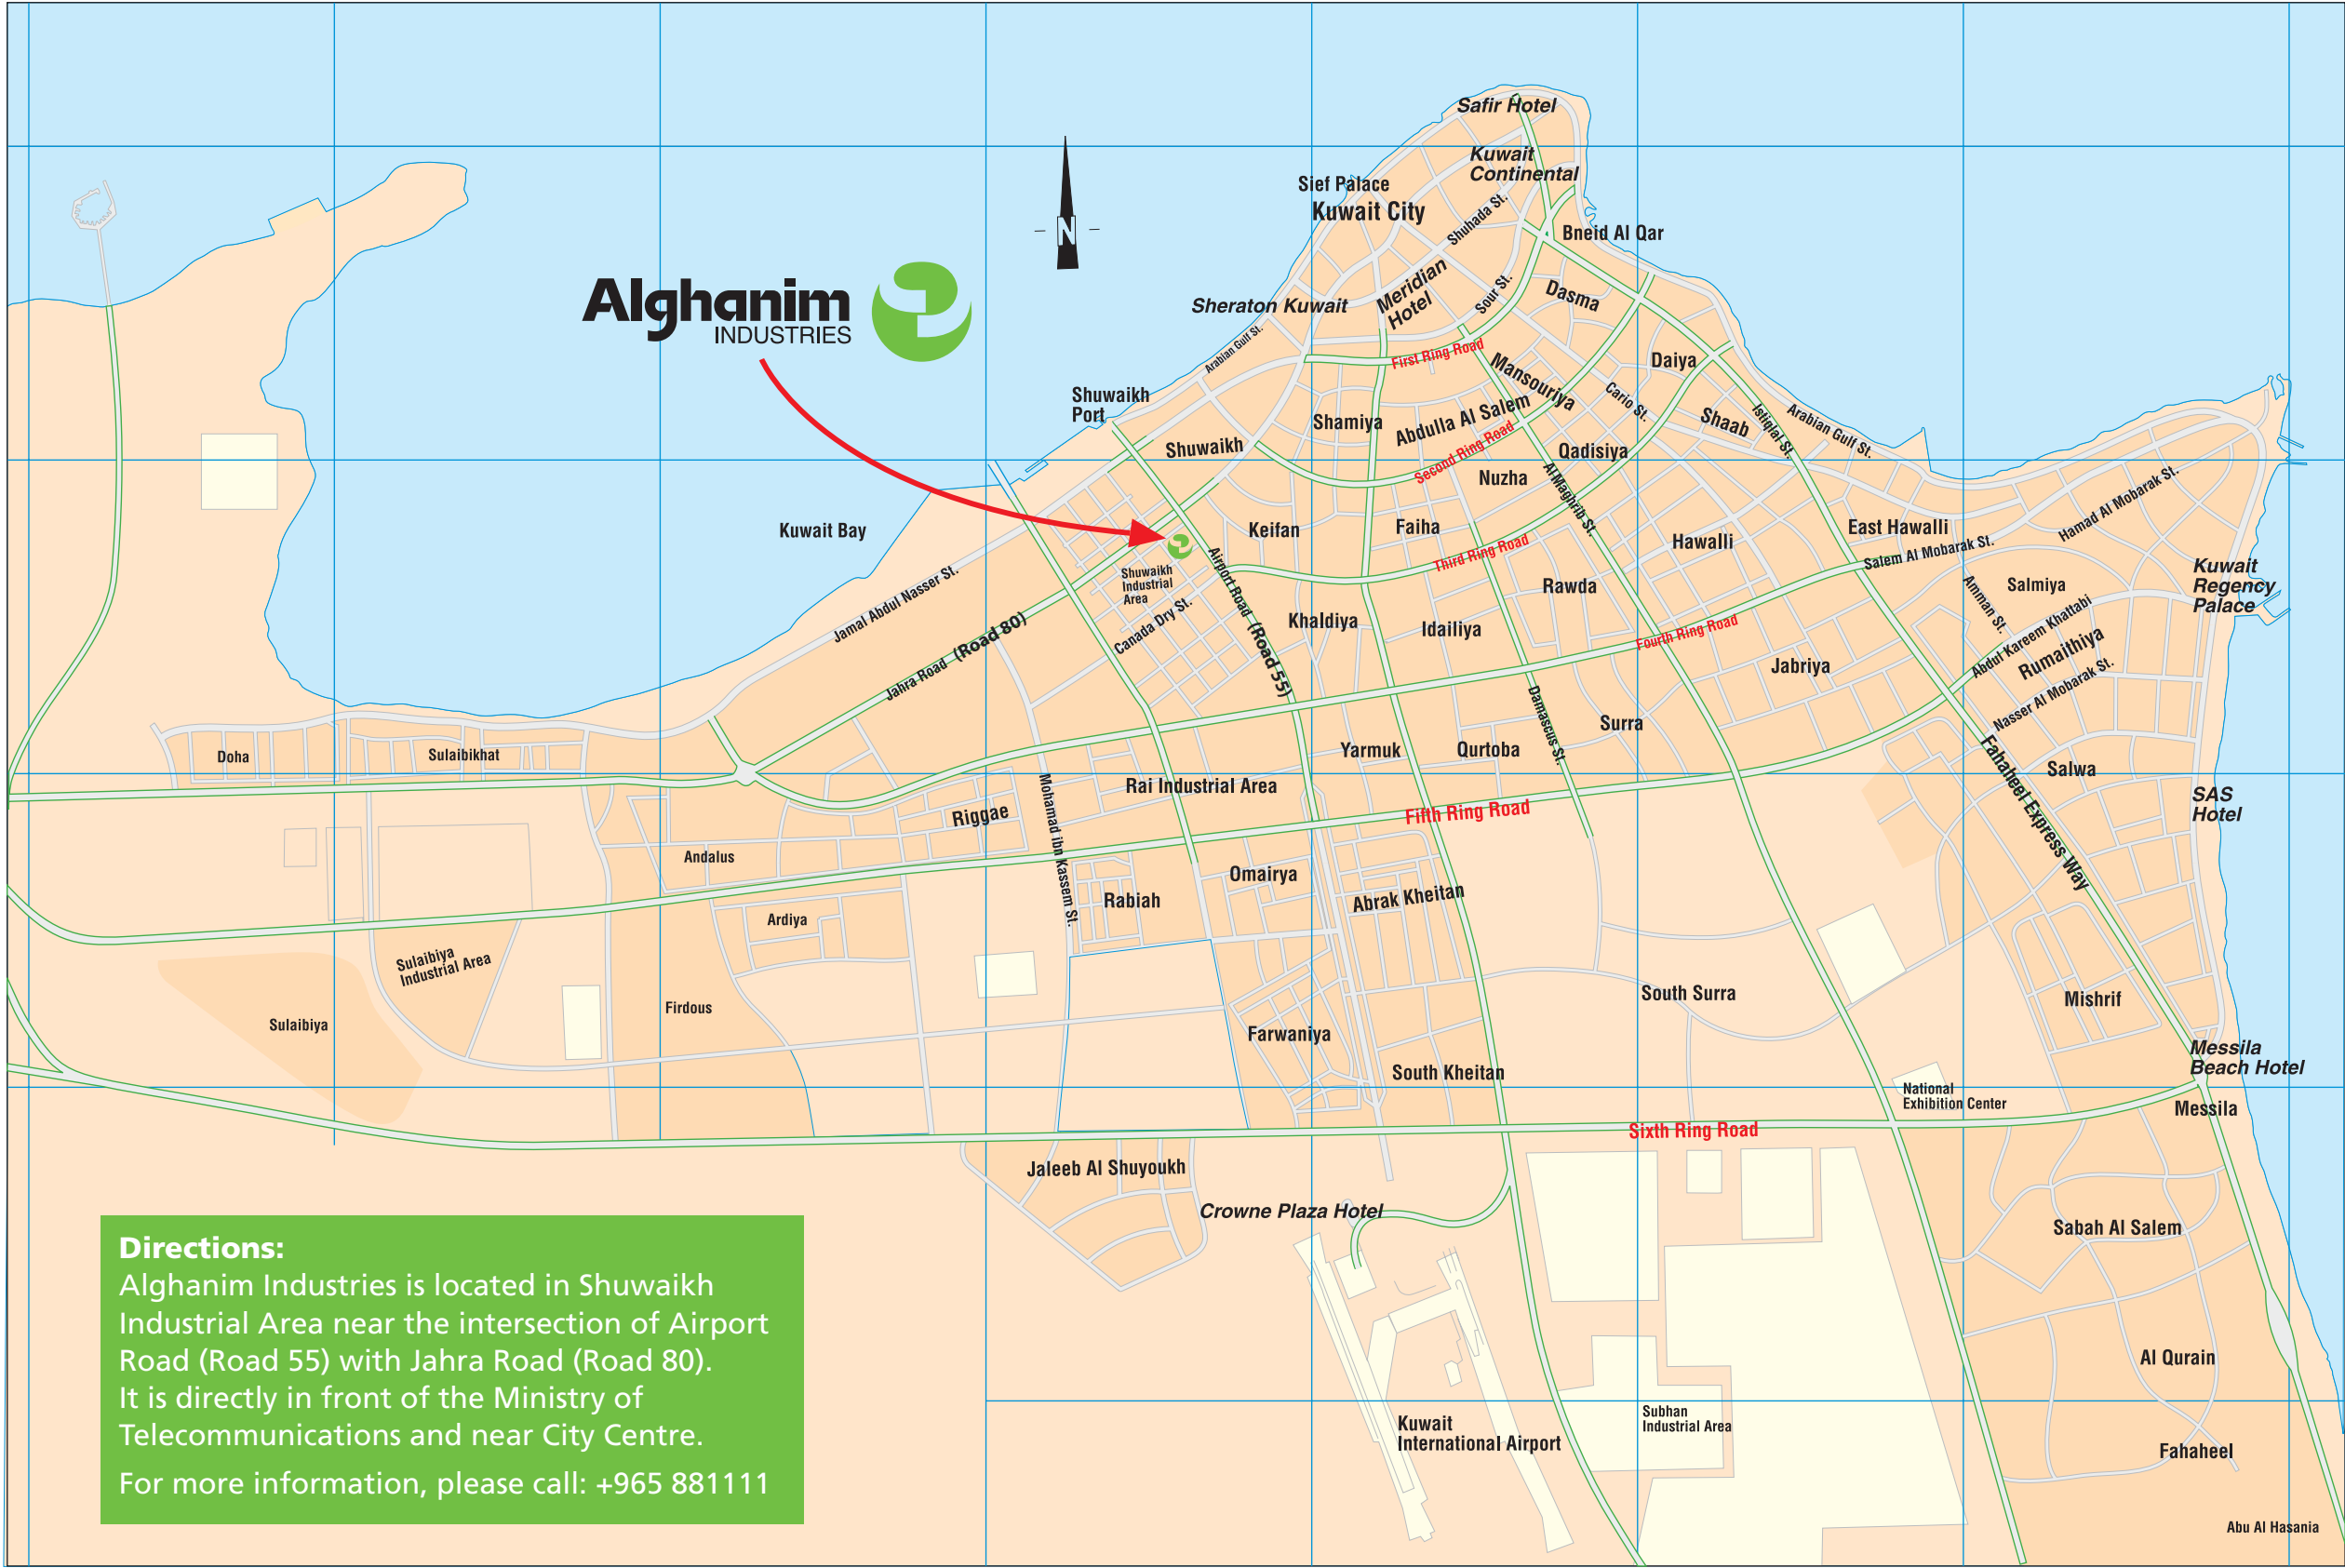 Safir Hotel
Kuwait
Continental
Sief Palace
Kuwait City
Shuhada St.
Bneid Al Qar
N
Alghanim
INDUSTRIES
Meridian
Hotel
Sour St.
Dasma
Sheraton Kuwait
Arabian Gulf St.
First Ring Road
Mansouriya
Daiya
Cario St.
Shuwaikh
Port
Shamiya
Abdulla Al Salem
Shaab
Istiqlal St.
Arabian Gulf St.
Shuwaikh
Second Ring Road
Qadisiya
Nuzha
Al Maghrib St.
Hamad Al Mobarak St.
Kuwait Bay
Keifan
Faiha
Third Ring Road
Hawalli
East Hawalli
Salem Al Mobarak St.
Airport Road (Road 55)
Shuwaikh
Industrial
Area
Jamal Abdul Nasser St.
Canada Dry St.
Jahra Road (Road 80)
Rawda
Salmiya
Amman St.
Kuwait
Regency
Palace
Khaldiya
Idailiya
Fourth Ring Road
Abdul Kareem Khattabi
Rumaithiya
Jabriya
Nasser Al Mobarak St.
Damascus St.
Surra
Doha
Sulaibikhat
Yarmuk
Qurtoba
Fahaheel Express Way
Salwa
Mohamad ibn Kassem St.
Rai Industrial Area
Riggae
Fifth Ring Road
SAS
Hotel
Andalus
Omairya
Rabiah
Abrak Kheitan
Ardiya
Sulaibiya
Industrial Area
Sulaibiya
Firdous
South Surra
Mishrif
Farwaniya
South Kheitan
Messila
Beach Hotel
National
Exhibition Center
Messila
Sixth Ring Road
Jaleeb Al Shuyoukh
Crowne Plaza Hotel
Sabah Al Salem
Al Qurain
Kuwait
International Airport
Subhan
Industrial Area
Fahaheel
Abu Al Hasania
Directions:
Alghanim Industries is located in Shuwaikh
Industrial Area near the intersection of Airport
Road (Road 55) with Jahra Road (Road 80).
It is directly in front of the Ministry of
Telecommunications and near City Centre.
For more information, please call: +965 881111